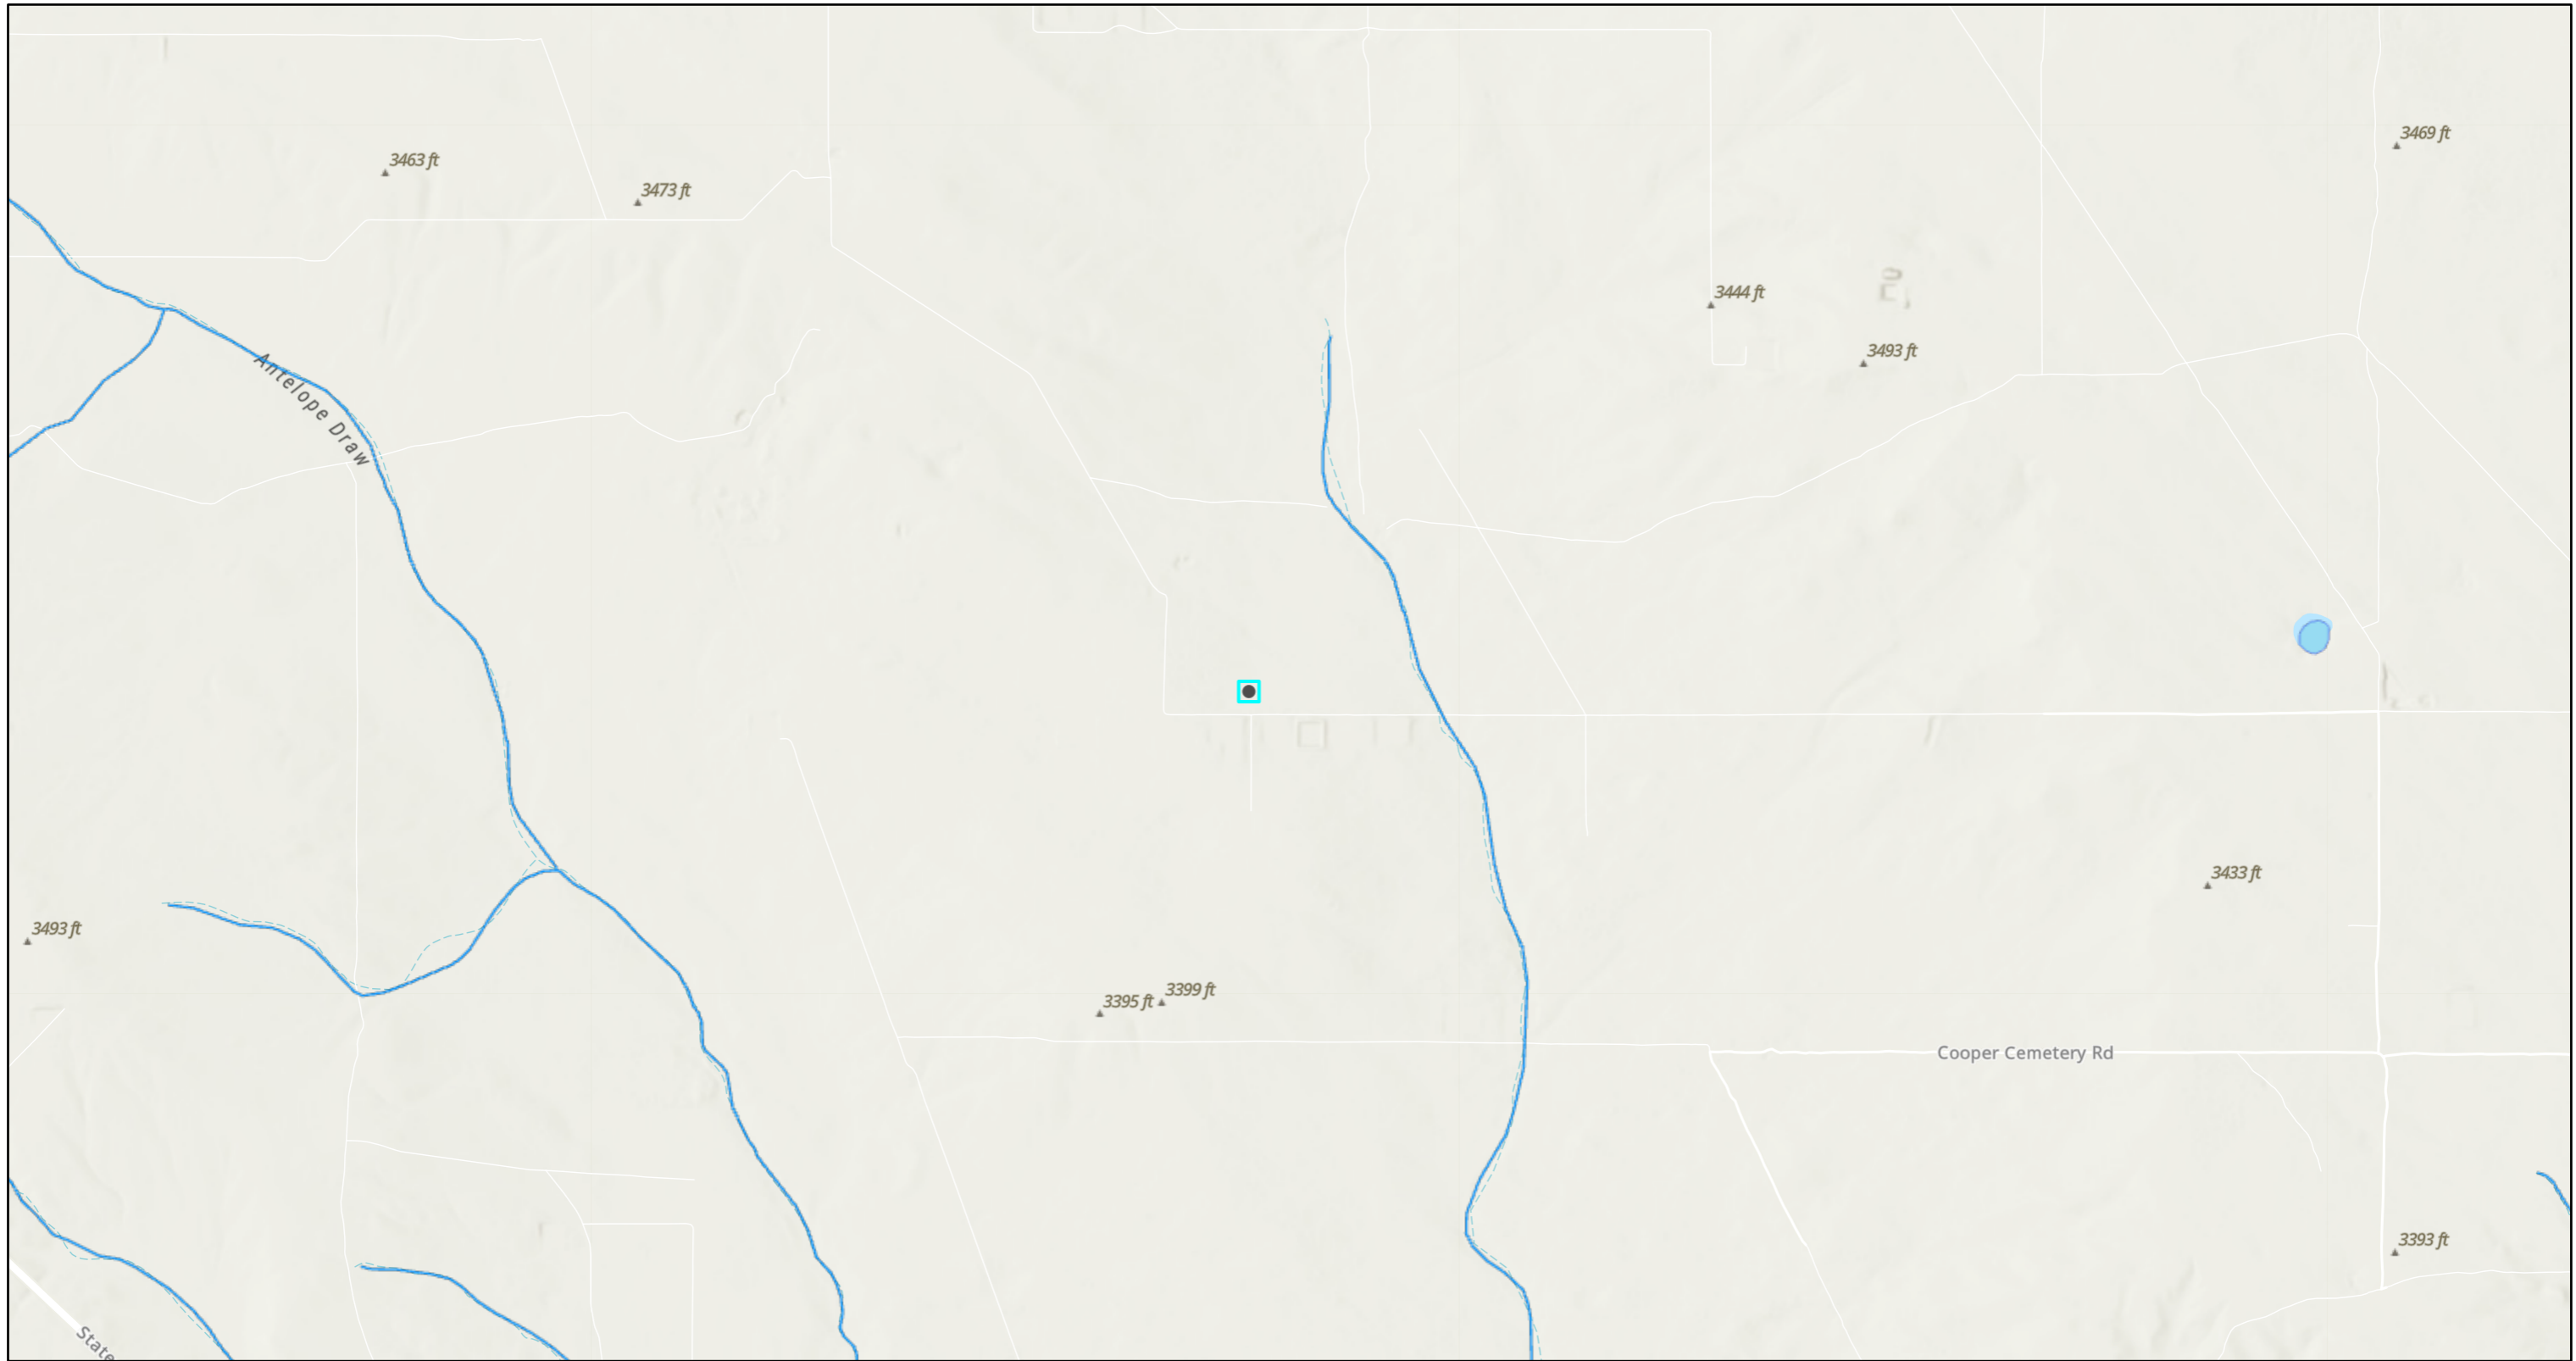 3469 ft
3463 ft
3473 ft
3444 ft
3493 ft
Antelope Draw
3433 ft
3493 ft
3395 ft
3399 ft
Cooper Cemetery Rd
3393 ft
State